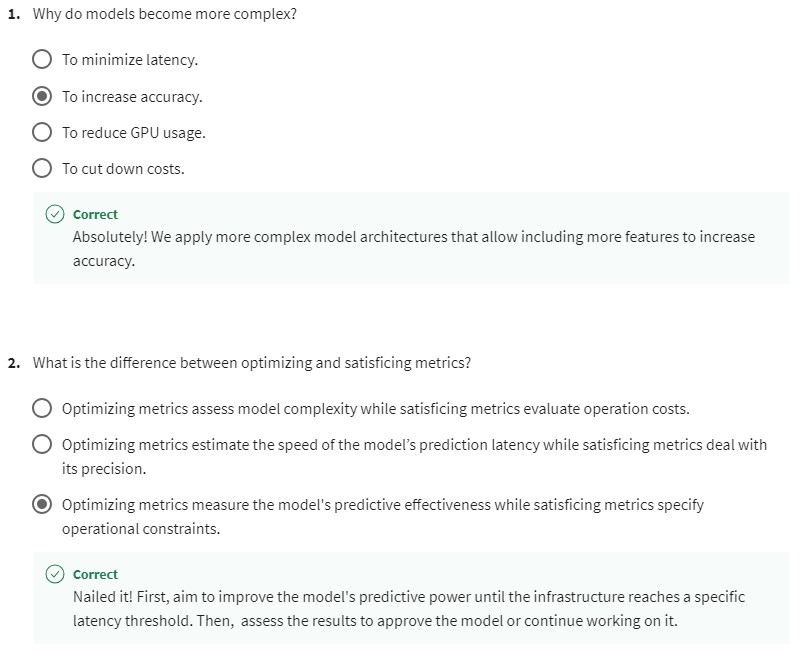 1. Why do models become more complex?
To minimize latency.
To increase accuracy.
To reduce GPU usage.
To cut down costs.
Correct
Absolutely! We apply more complex model architectures that allow including more features to increase
accuracy.
2. What is the difference between optimizing and satisficing metrics?
Optimizing metrics assess model complexity while satisficing metrics evaluate operation costs.
Optimizing metrics estimate the speed of the model’s prediction latency while satisficing metrics deal with
its precision.
Optimizing metrics measure the model's predictive effectiveness while satisficing metrics specify
operational constraints.
Correct
Nailed it! First, aim to improve the model's predictive power until the infrastructure reaches a specific
latency threshold. Then, assess the results to approve the model or continue working on it.